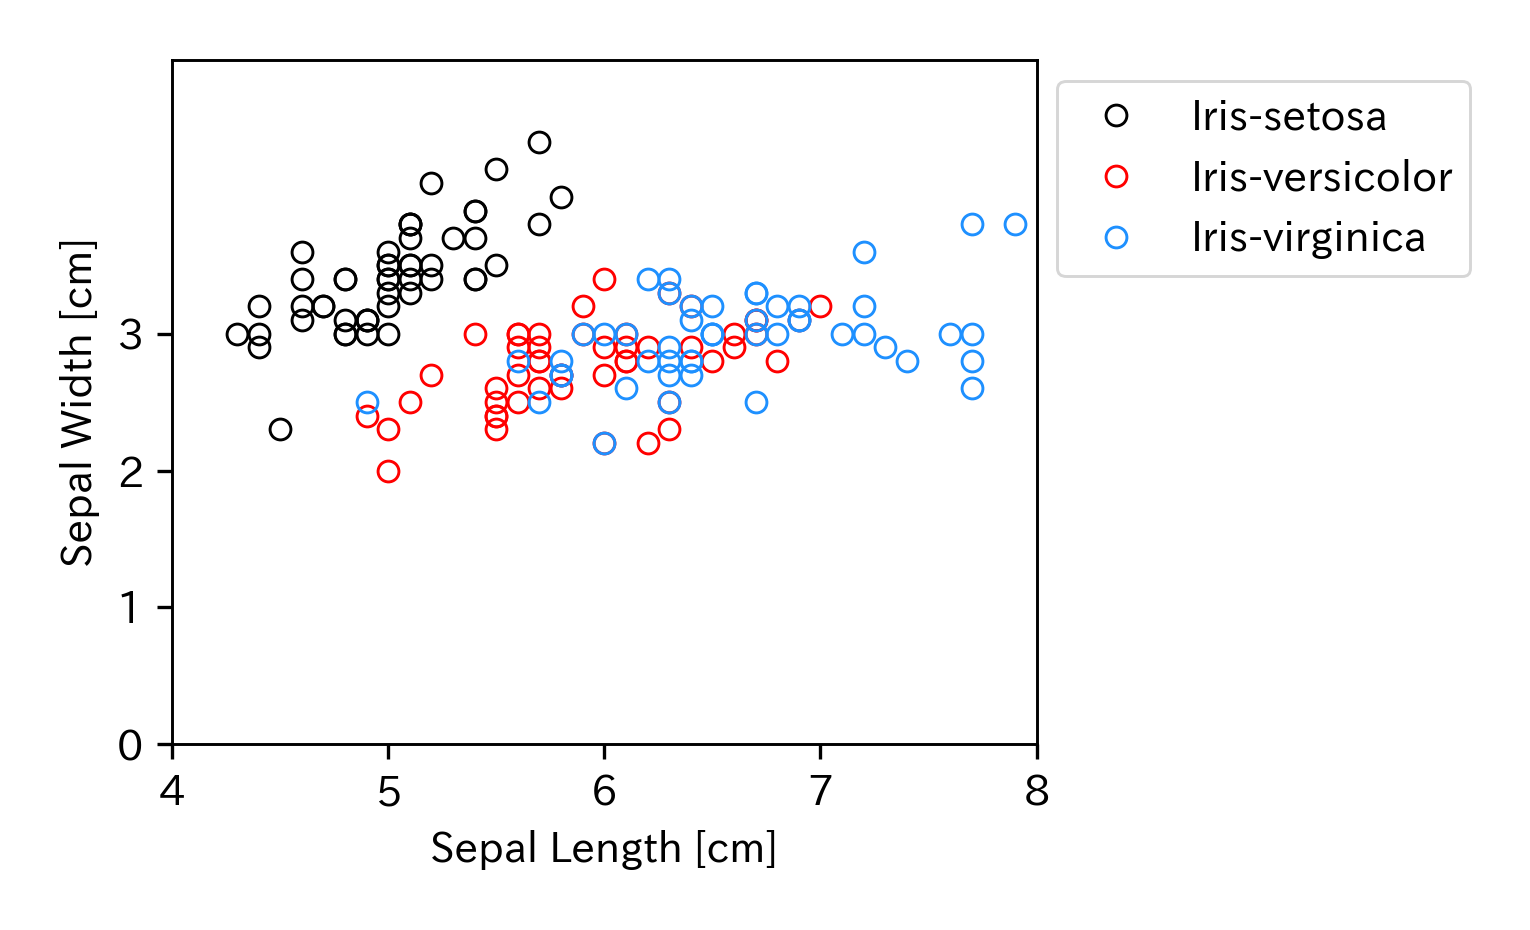 Iris-setosa
Iris-versicolor
Iris-virginica
Sepal Width [cm]
3
2
1
0
4 5 6 7 8
Sepal Length [cm]